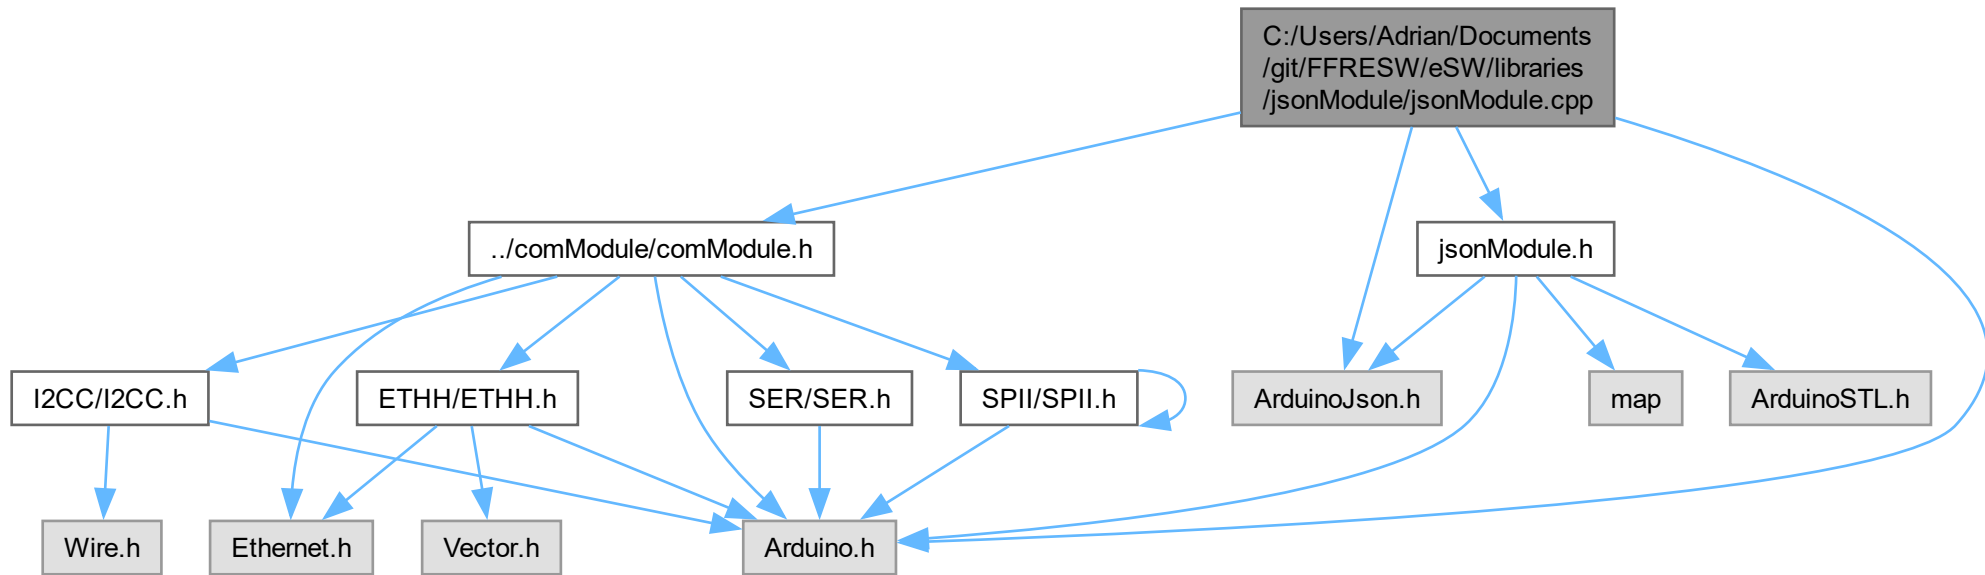 C:/Users/Adrian/Documents
/git/FFRESW/eSW/libraries
/jsonModule/jsonModule.cpp
../comModule/comModule.h
jsonModule.h
I2CC/I2CC.h
ETHH/ETHH.h
SER/SER.h
SPII/SPII.h
ArduinoJson.h
map
ArduinoSTL.h
Wire.h
Ethernet.h
Vector.h
Arduino.h